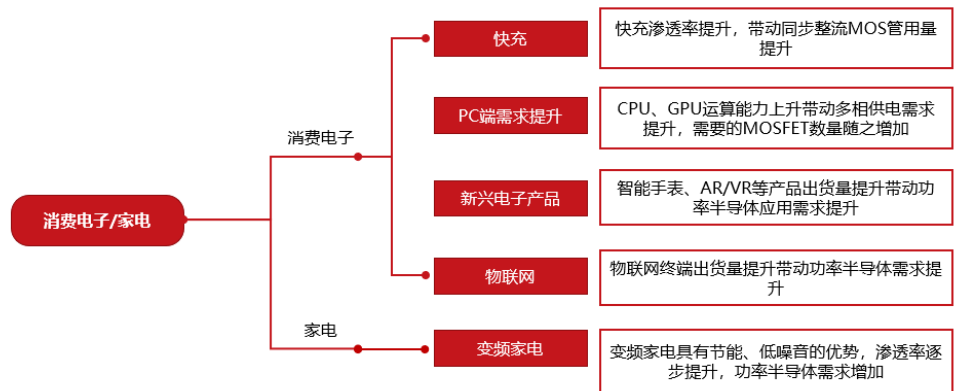 快充
快充渗透率提升，带动同步整流MOS管用量
提升
PC端需求提升
CPU、GPU运算能力上升带动多相供电需求
提升，需要的MOSFET数量随之增加
消费电子
新兴电子产品
智能手表、AR/VR等产品出货量提升带动功
率半导体应用需求提升
消费电子/家电
物联网
物联网终端出货量提升带动功率半导体需求提
升
家电
变频家电
变频家电具有节能、低噪音的优势，渗透率逐
步提升，功率半导体需求增加